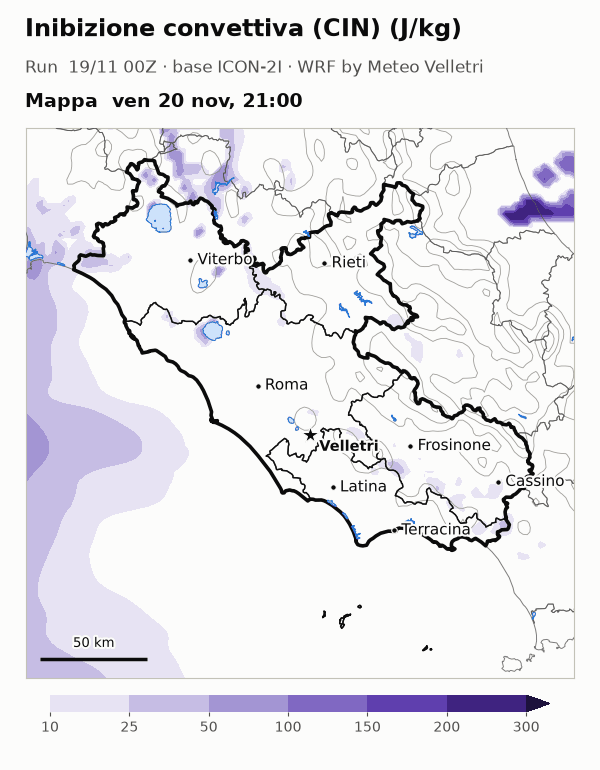 Inibizione convettiva (CIN) (J/kg)
Run  19/11 00Z · base ICON-2I · WRF by Meteo Velletri
Mappa  ven 20 nov, 21:00
Viterbo
Rieti
Roma
Velletri
Frosinone
Latina
Cassino
Terracina
50 km
10 25 50 100 150 200 300